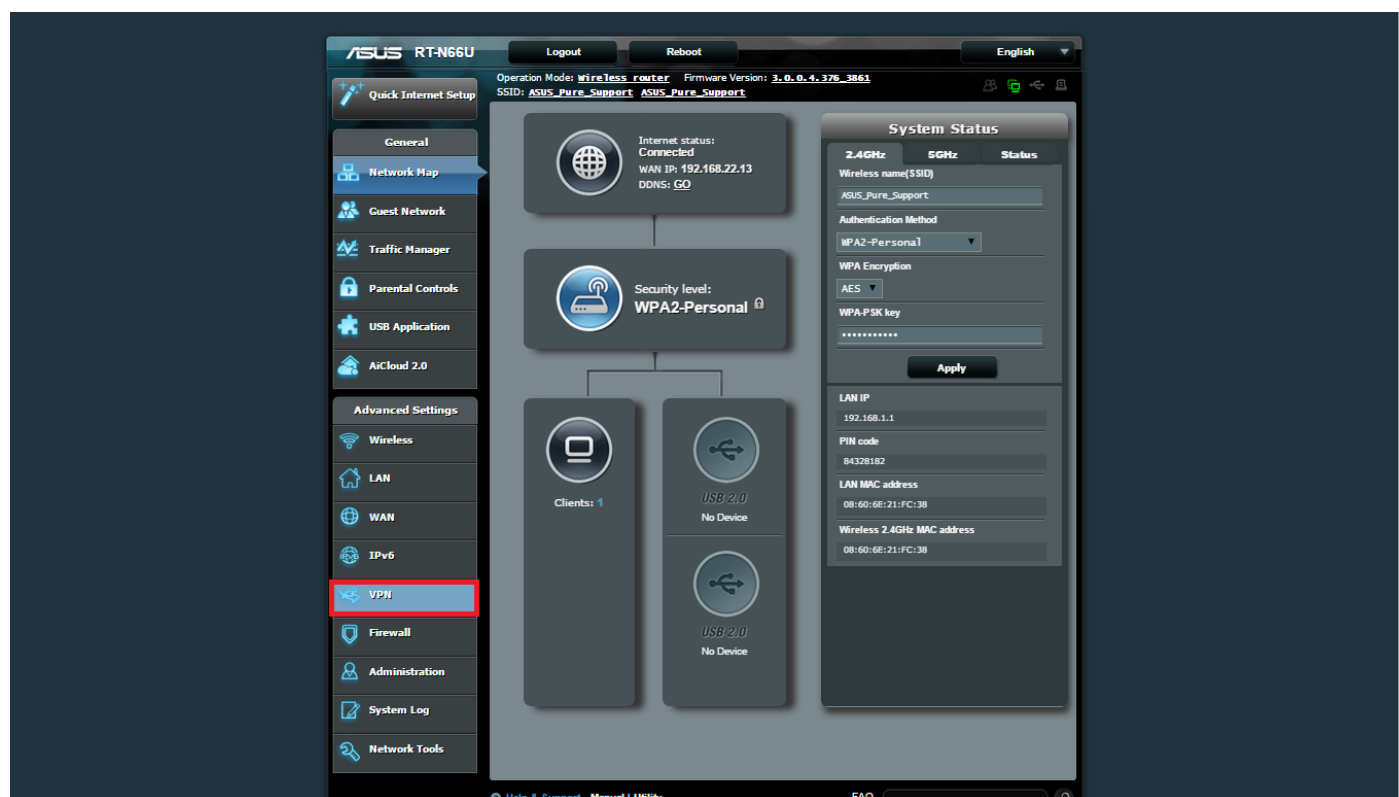 ASUS RT-N66U
Logout
Reboot
English
Quick Internet Setup
Operation Mode: Wireless router Firmware Version: 3.0.0.4.376_3861
SSID: ASUS_Pure_Support ASUS_Pure_Support
General
Network Map
Guest Network
Traffic Manager
Parental Controls
USB Application
AiCloud 2.0
Advanced Settings
Wireless
LAN
WAN
IPv6
VPN
Firewall
Administration
System Log
Network Tools
Internet status:
Connected
WAN IP: 192.168.22.13
DDNS: GO
Security level:
WPA2-Personal
Clients: 1
USB 2.0
No Device
USB 2.0
No Device
System Status
2.4GHz 5GHz Status
Wireless name(SSID)
ASUS_Pure_Support
Authentication Method
WPA2-Personal
WPA Encryption
AES
WPA-PSK key
•••••••••••
Apply
LAN IP
192.168.1.1
PIN code
84328182
LAN MAC address
08:60:6E:21:FC:38
Wireless 2.4GHz MAC address
08:60:6E:21:FC:38
Help & Support Manual | Utility
FAQ